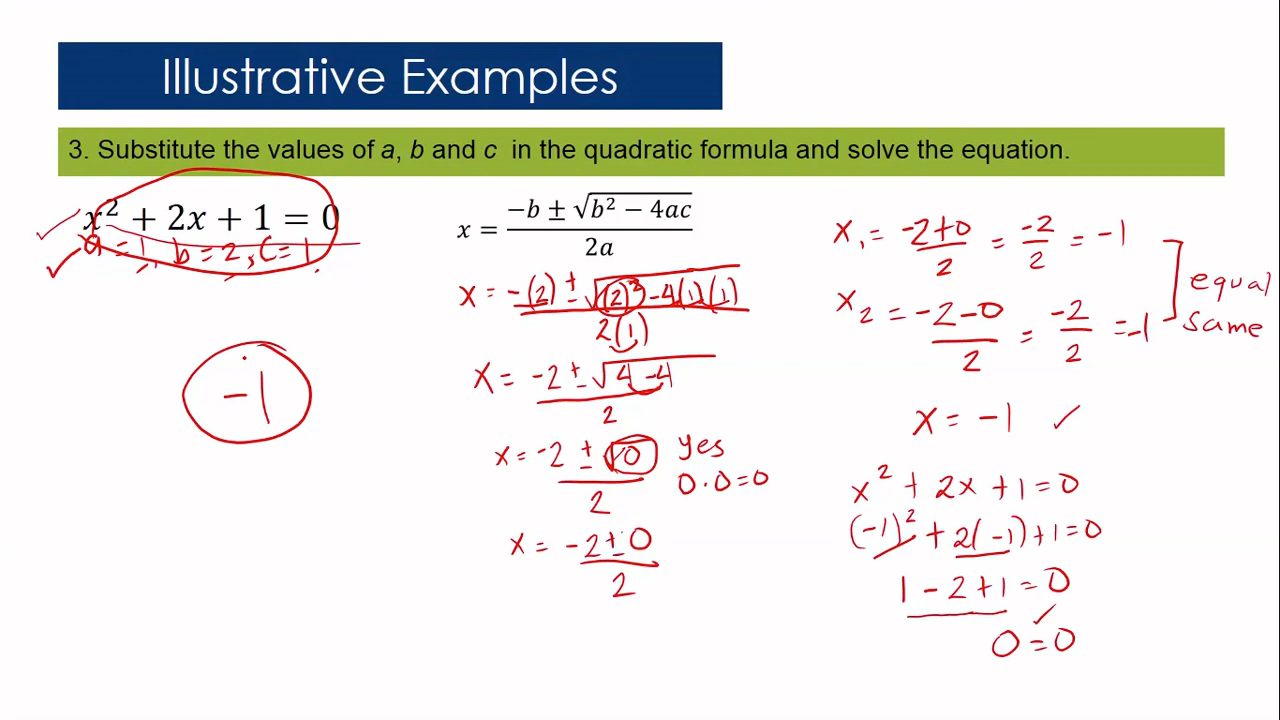 Illustrative Examples
3. Substitute the values of a, b and c in the quadratic formula and solve the equation.
x² + 2x + 1 = 0
a = 1, b = 2, c = 1
-1
x = (-b ± √(b² − 4ac)) / 2a
x = (-(2) ± √((2)² - 4(1)(1))) / 2(1)
x = (-2 ± √(4 - 4)) / 2
x = (-2 ± √0) / 2
yes
0 · 0 = 0
x = (-2 ± 0) / 2
x₁ = (-2+0)/2 = -2/2 = -1
x₂ = (-2-0)/2 = -2/2 = -1
equal
same
x = -1 ✓
x² + 2x + 1 = 0
(-1)² + 2(-1) + 1 = 0
1 - 2 + 1 = 0
0 = 0